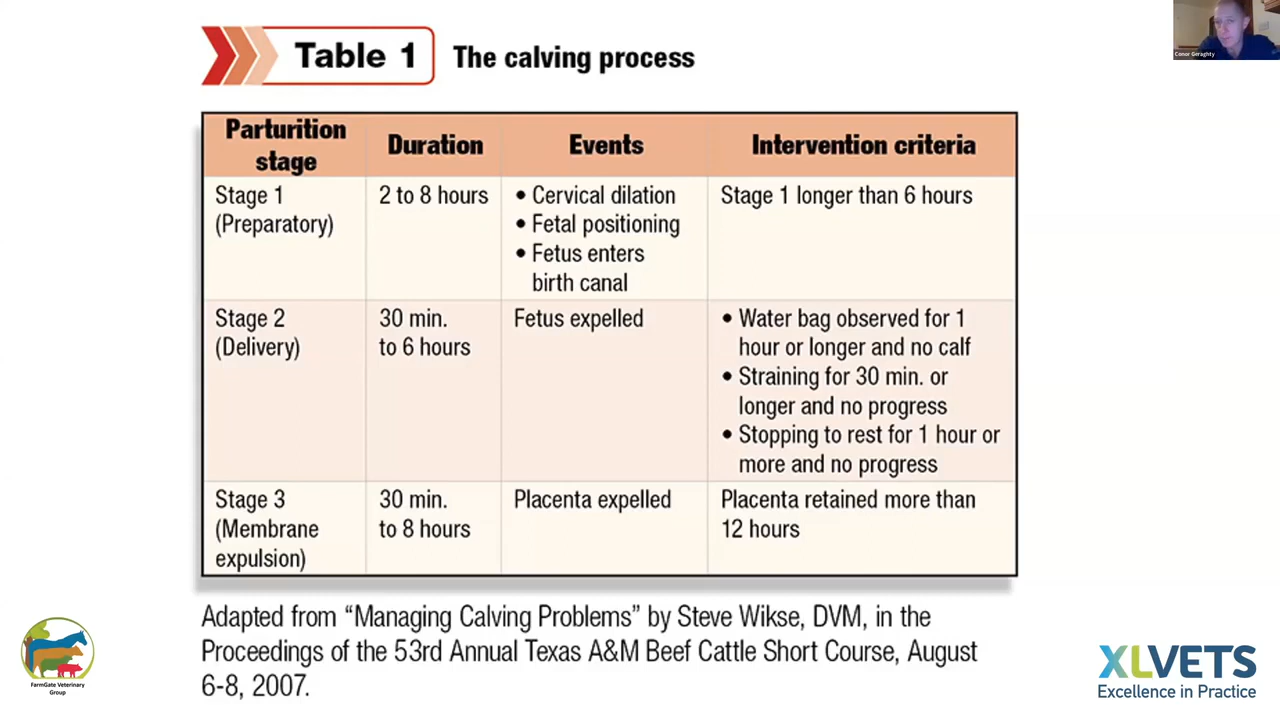 Conor Geraghty
Table 1 The calving process
Parturition
stage
Duration
Events
Intervention criteria
Stage 1
(Preparatory)
2 to 8 hours
• Cervical dilation
• Fetal positioning
• Fetus enters
birth canal
Stage 1 longer than 6 hours
Stage 2
(Delivery)
30 min.
to 6 hours
Fetus expelled
• Water bag observed for 1
hour or longer and no calf
• Straining for 30 min. or
longer and no progress
• Stopping to rest for 1 hour or
more and no progress
Stage 3
(Membrane
expulsion)
30 min.
to 8 hours
Placenta expelled
Placenta retained more than
12 hours
Adapted from “Managing Calving Problems” by Steve Wikse, DVM, in the
Proceedings of the 53rd Annual Texas A&M Beef Cattle Short Course, August
6-8, 2007.
FarmGate Veterinary
Group
XLVETS
Excellence in Practice